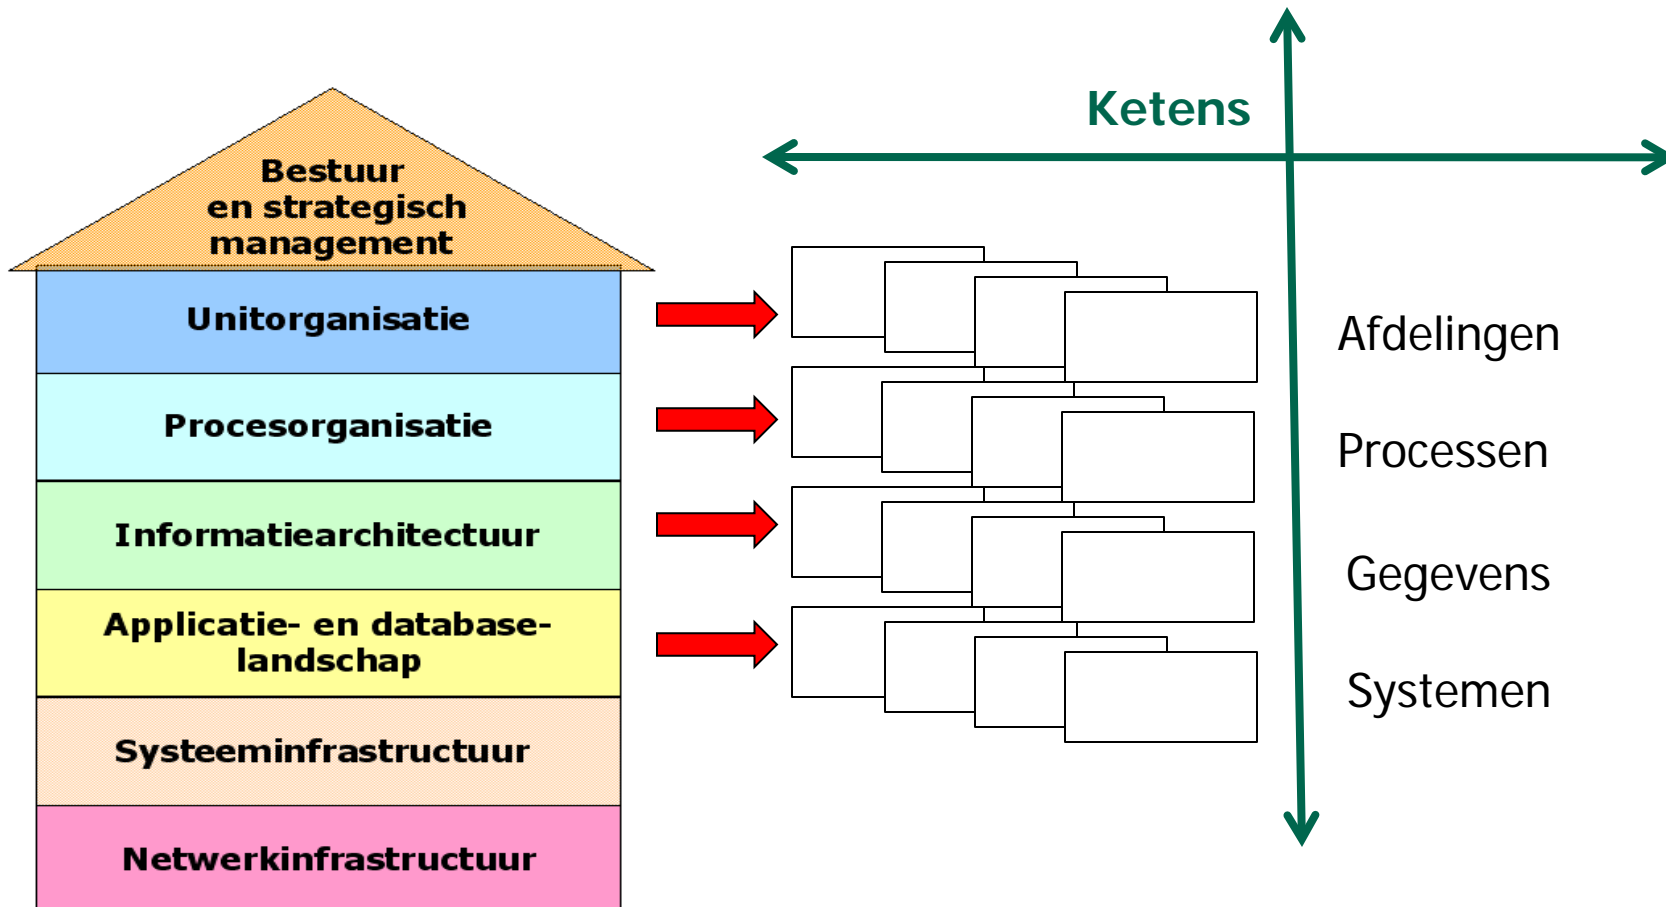 Bestuur
en strategisch
management
Unitorganisatie
Procesorganisatie
Informatiearchitectuur
Applicatie- en database-
landschap
Systeeminfrastructuur
Netwerkinfrastructuur
Ketens
Afdelingen
Processen
Gegevens
Systemen